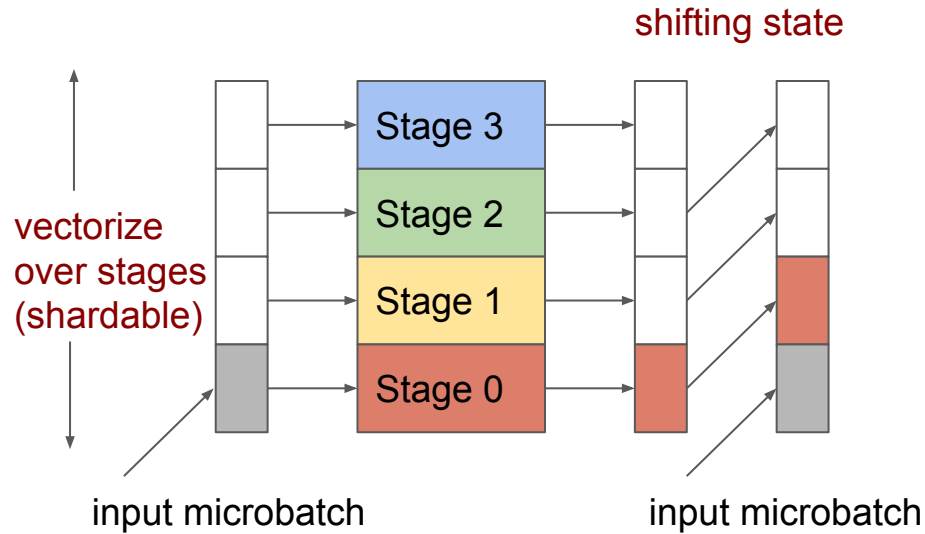 shifting state
Stage 3
Stage 2
vectorize
over stages
(shardable)
Stage 1
Stage 0
input microbatch
input microbatch